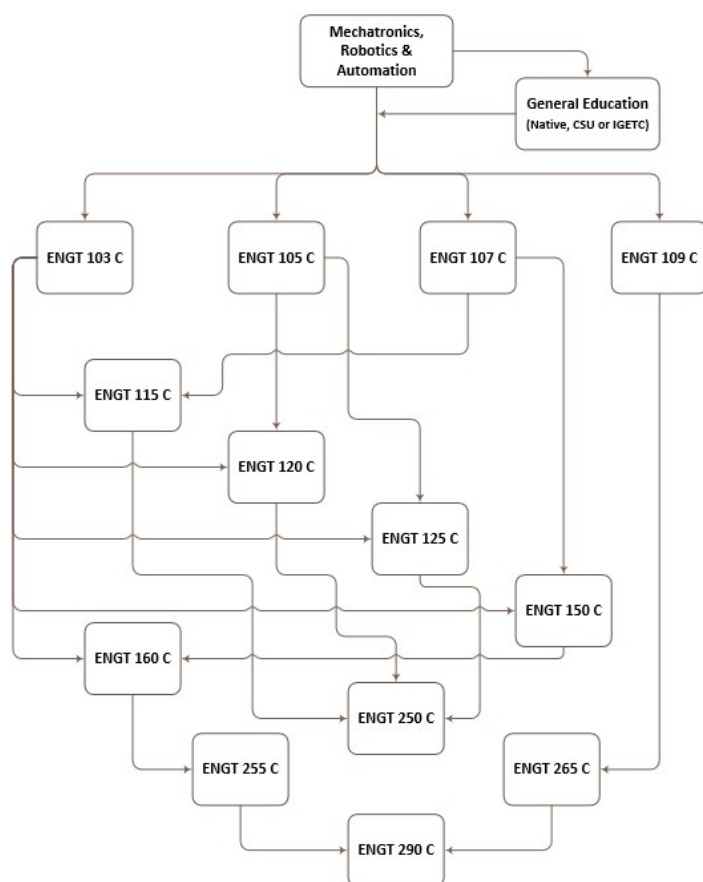 Mechatronics,
Robotics &
Automation
General Education
(Native, CSU or IGETC)
ENGT 103 C
ENGT 105 C
ENGT 107 C
ENGT 109 C
ENGT 115 C
ENGT 120 C
ENGT 125 C
ENGT 150 C
ENGT 160 C
ENGT 250 C
ENGT 255 C
ENGT 265 C
ENGT 290 C